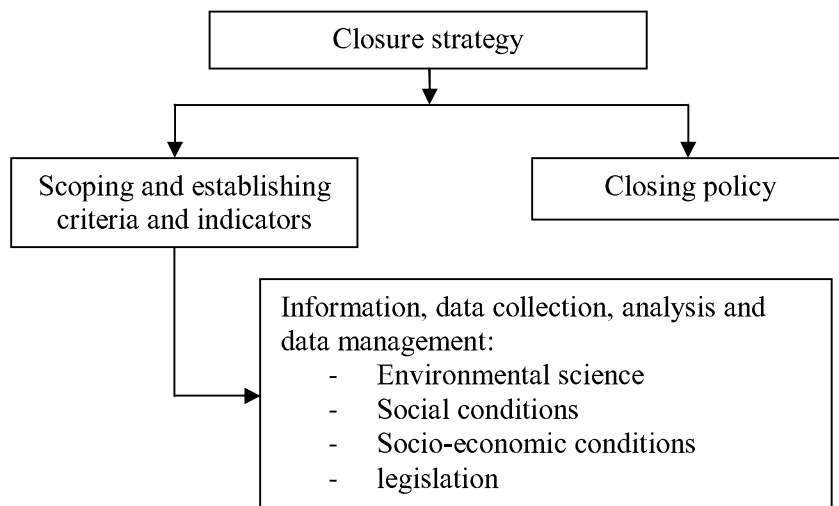 Closure strategy
Scoping and establishing
criteria and indicators
Closing policy
Information, data collection, analysis and
data management:
- Environmental science
- Social conditions
- Socio-economic conditions
- legislation